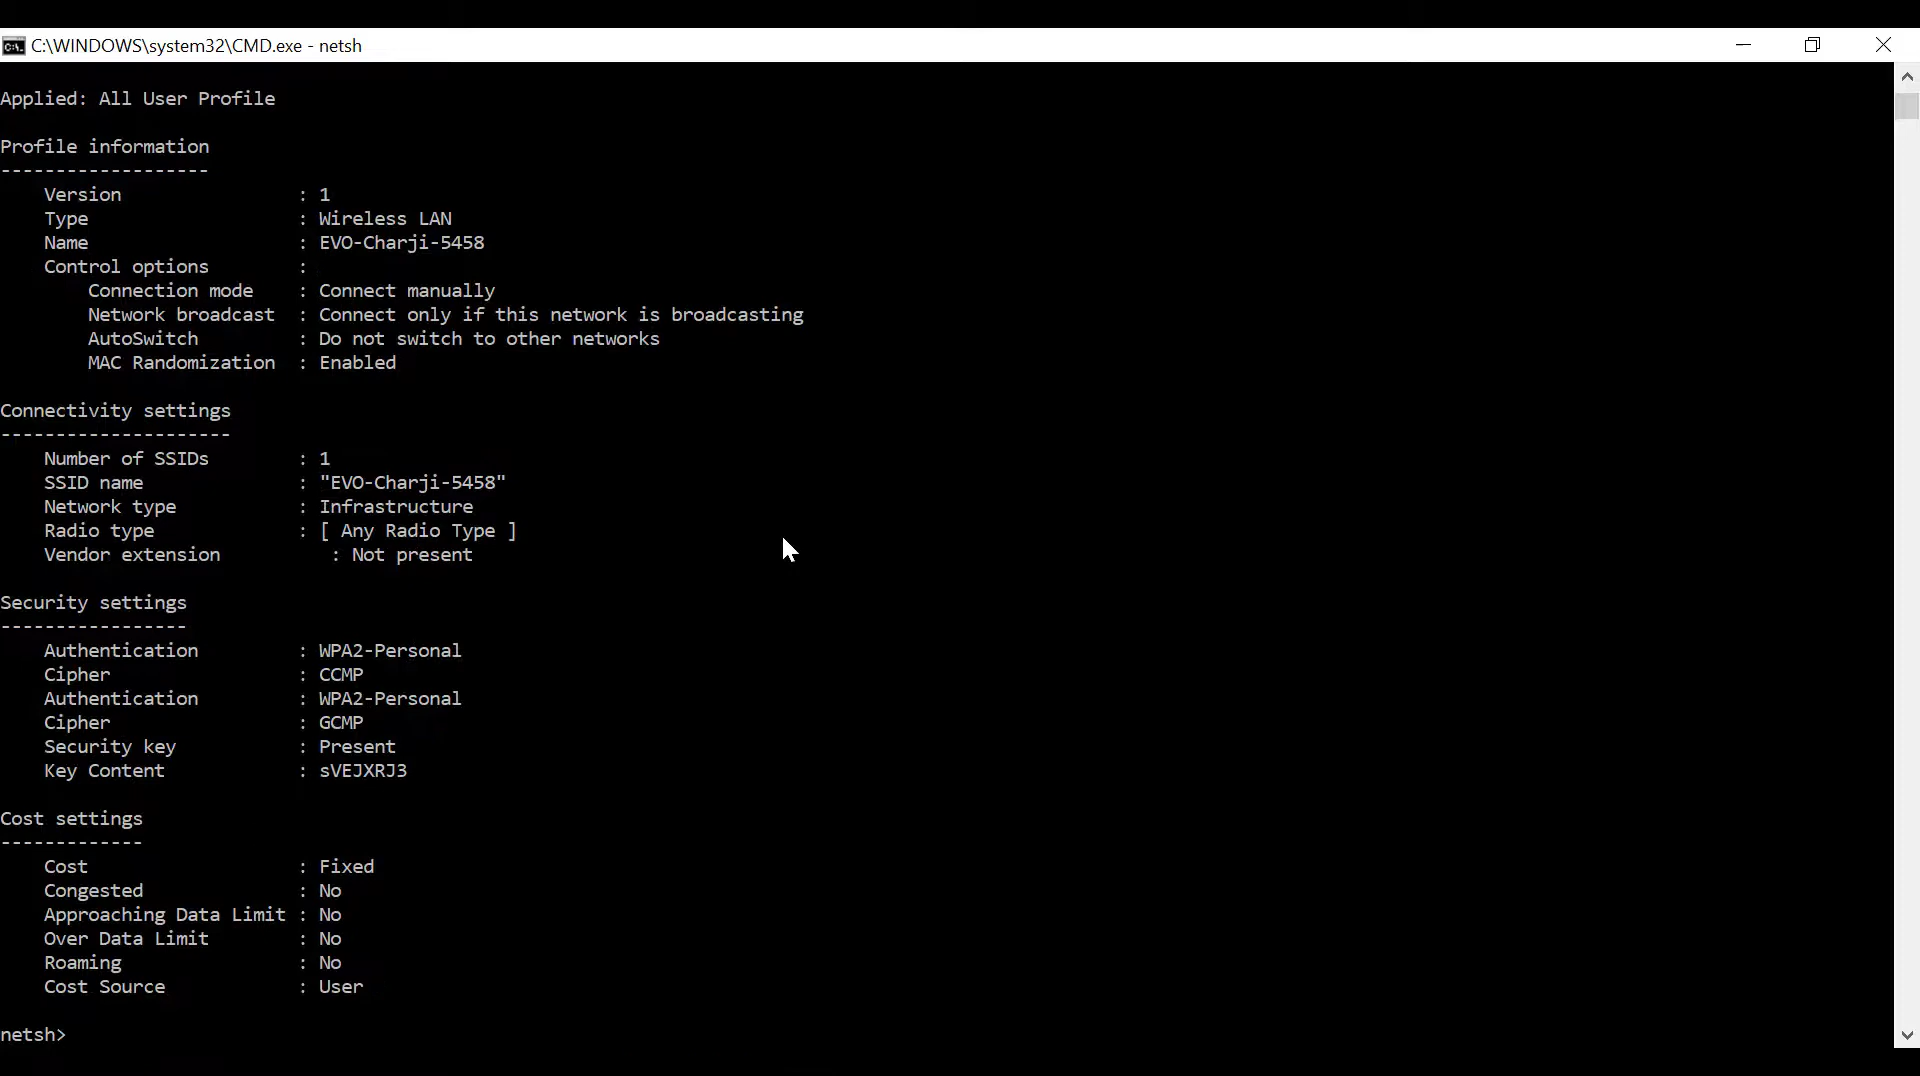 C:\WINDOWS\system32\CMD.exe - netsh
Applied: All User Profile
Profile information
-------------------
Version : 1
Type : Wireless LAN
Name : EVO-Charji-5458
Control options :
Connection mode : Connect manually
Network broadcast : Connect only if this network is broadcasting
AutoSwitch : Do not switch to other networks
MAC Randomization : Enabled
Connectivity settings
---------------------
Number of SSIDs : 1
SSID name : "EVO-Charji-5458"
Network type : Infrastructure
Radio type : [ Any Radio Type ]
Vendor extension : Not present
Security settings
-----------------
Authentication : WPA2-Personal
Cipher : CCMP
Authentication : WPA2-Personal
Cipher : GCMP
Security key : Present
Key Content : sVEJXRJ3
Cost settings
-------------
Cost : Fixed
Congested : No
Approaching Data Limit : No
Over Data Limit : No
Roaming : No
Cost Source : User
netsh>